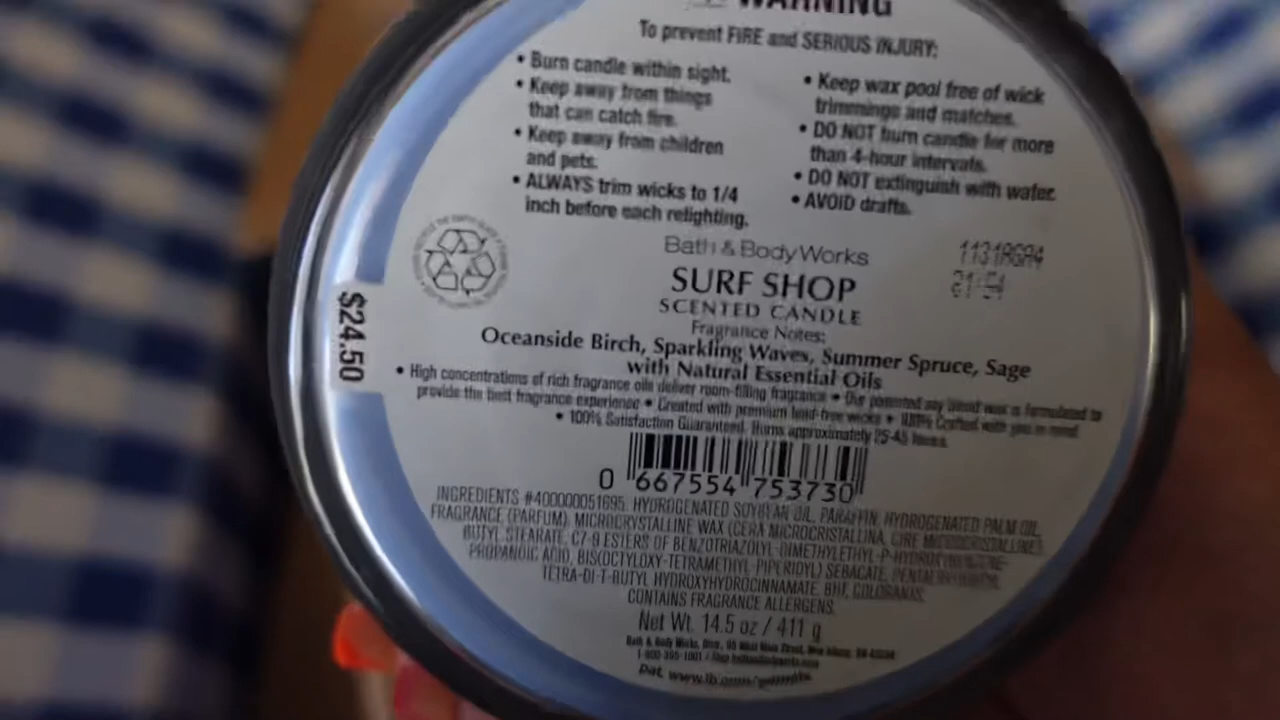 WARNING
To prevent FIRE and SERIOUS INJURY:
• Burn candle within sight.
• Keep away from things
that can catch fire.
• Keep away from children
and pets.
• ALWAYS trim wicks to 1/4
inch before each relighting.
• Keep wax pool free of wick
trimmings and matches.
• DO NOT burn candle for more
than 4-hour intervals.
• DO NOT extinguish with water.
• AVOID drafts.
Bath & Body Works
SURF SHOP
SCENTED CANDLE
Fragrance Notes:
Oceanside Birch, Sparkling Waves, Summer Spruce, Sage
with Natural Essential Oils
• High concentrations of rich fragrance oils deliver room-filling fragrance • Our patented soy blend wax is formulated to
provide the best fragrance experience • Created with premium lead-free wicks • 100% Crafted with you in mind
• 100% Satisfaction Guaranteed. Burns approximately 25-45 hours.
$24.50
0 667554 753730
INGREDIENTS #400000051695: HYDROGENATED SOYBEAN OIL, PARAFFIN, HYDROGENATED PALM OIL,
FRAGRANCE (PARFUM), MICROCRYSTALLINE WAX (CERA MICROCRISTALLINA, CIRE MICROCRISTALLINE),
BUTYL STEARATE, C7-9 ESTERS OF BENZOTRIAZOLYL-DIMETHYLETHYL-P-
PROPANOIC ACID, BISOCTYLOXY-TETRAMETHYL-PIPERIDYL) SEBACATE,
TETRA-DI-T-BUTYL HYDROXYHYDROCINNAMATE, BHT, COLORANTS.
CONTAINS FRAGRANCE ALLERGENS.
Net Wt. 14.5 oz / 411 g
Bath & Body Works,
Pat.